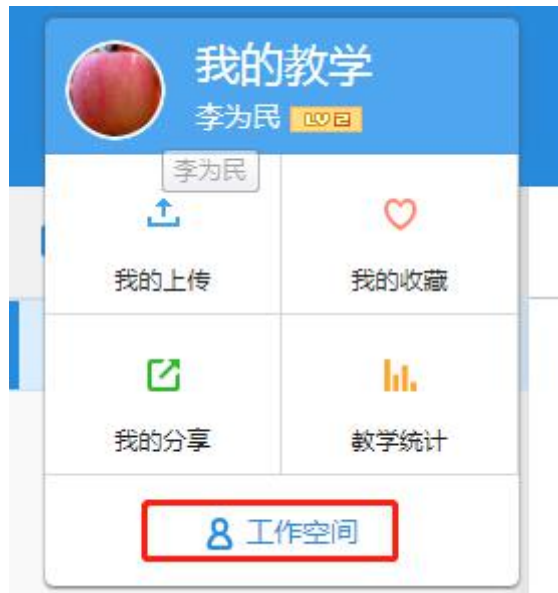 我的教学
李为民 LV2
李为民
我的上传
我的收藏
我的分享
教学统计
工作空间